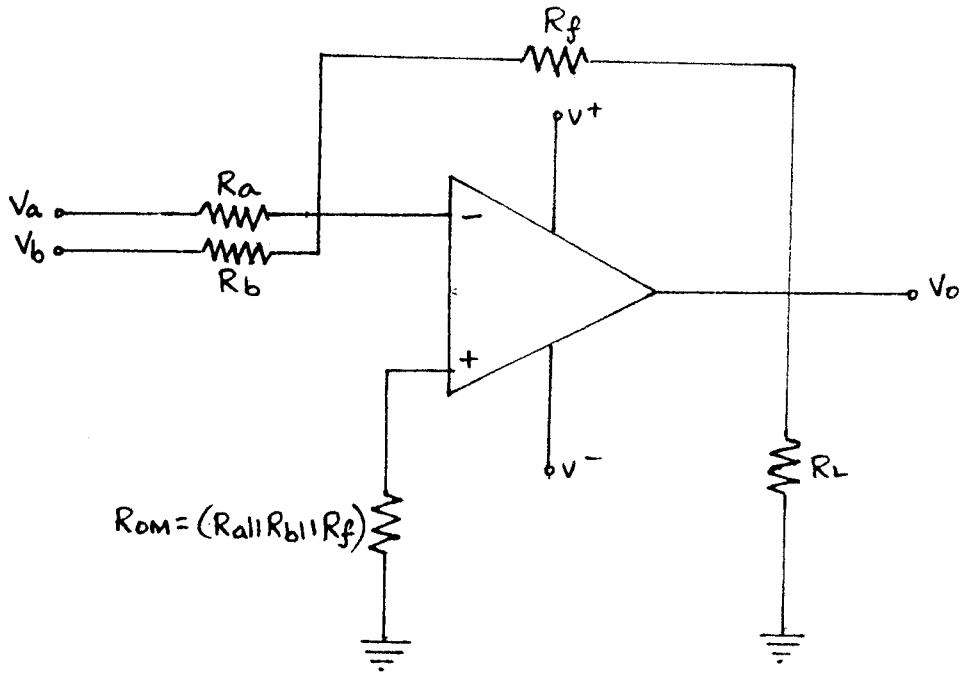 Rf
V+
Ra
Va
Vb
Rb
−
+
Vo
V−
RL
ROM = (Ra||Rb||Rf)